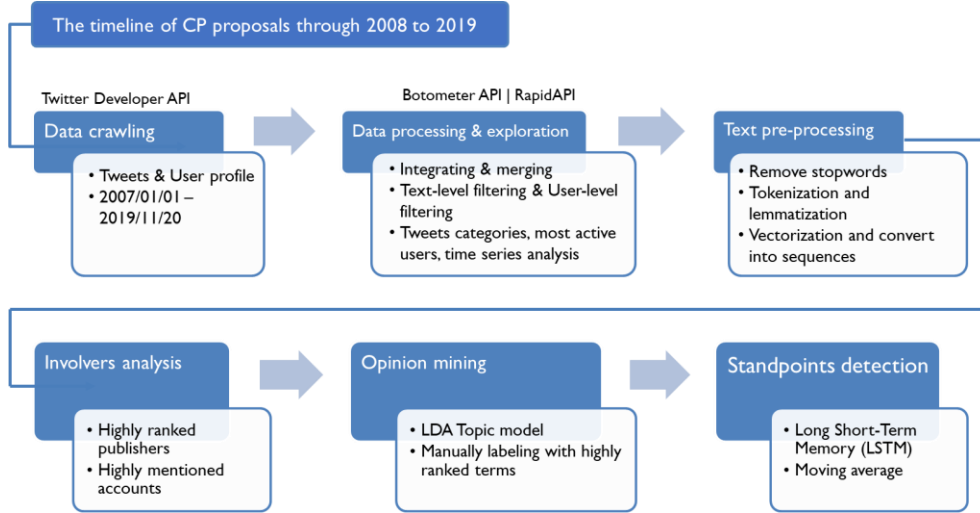 The timeline of CP proposals through 2008 to 2019
Twitter Developer API
Data crawling
• Tweets & User profile
• 2007/01/01 –
2019/11/20
Botometer API | RapidAPI
Data processing & exploration
• Integrating & merging
• Text-level filtering & User-level
filtering
• Tweets categories, most active
users, time series analysis
Text pre-processing
• Remove stopwords
• Tokenization and
lemmatization
• Vectorization and convert
into sequences
Involvers analysis
• Highly ranked
publishers
• Highly mentioned
accounts
Opinion mining
• LDA Topic model
• Manually labeling with highly
ranked terms
Standpoints detection
• Long Short-Term
Memory (LSTM)
• Moving average